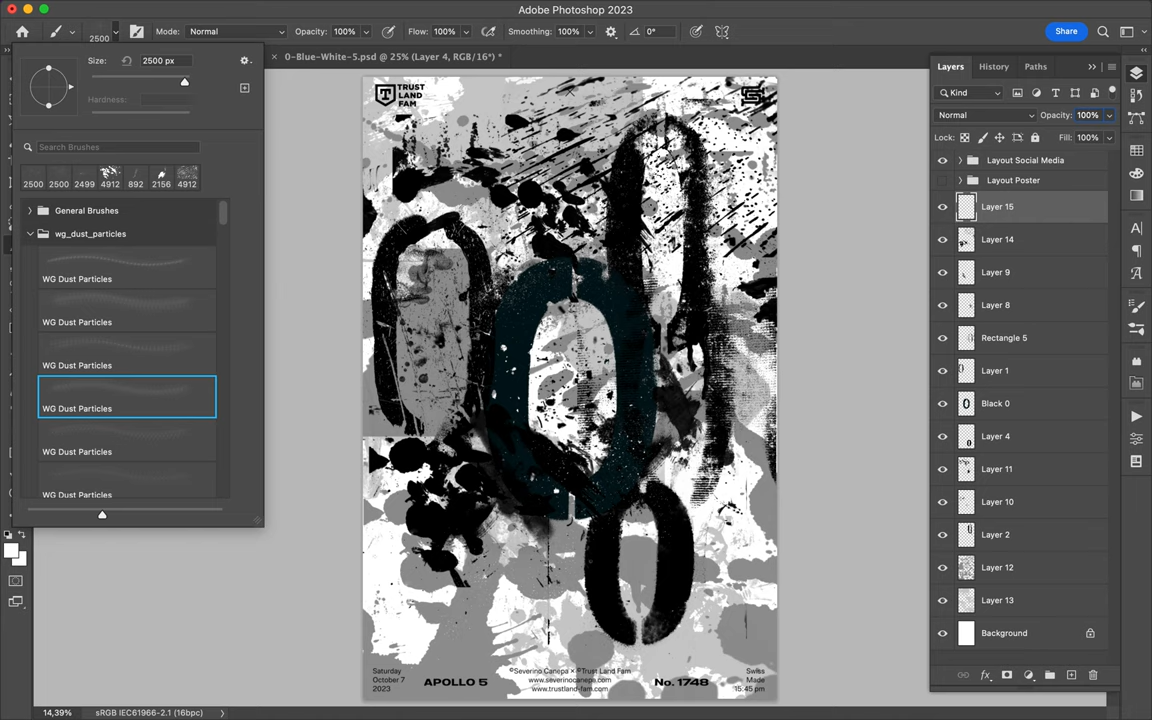 Adobe Photoshop 2023
2500
Mode: Normal
Opacity: 100%
Flow: 100%
Smoothing: 100%
0°
Share
0-Blue-White-5.psd @ 25% (Layer 4, RGB/16*) *
Size: 2500 px
Hardness:
Search Brushes
2500 2500 2499 4912 892 2156 4912
General Brushes
wg_dust_particles
WG Dust Particles
WG Dust Particles
WG Dust Particles
WG Dust Particles
WG Dust Particles
WG Dust Particles
TRUST
LAND
FAM
Saturday
October 7
2023
APOLLO 5
©Severino Canepa × ©Trust Land Fam
www.severinocanepa.com
www.trustland-fam.com
No. 1748
Swiss
Made
15:45 pm
Layers History Paths
Kind
Normal
Opacity: 100%
Lock:
Fill: 100%
Layout Social Media
Layout Poster
Layer 15
Layer 14
Layer 9
Layer 8
Rectangle 5
Layer 1
Black 0
Layer 4
Layer 11
Layer 10
Layer 2
Layer 12
Layer 13
Background
fx
14,39%
sRGB IEC61966-2.1 (16bpc)